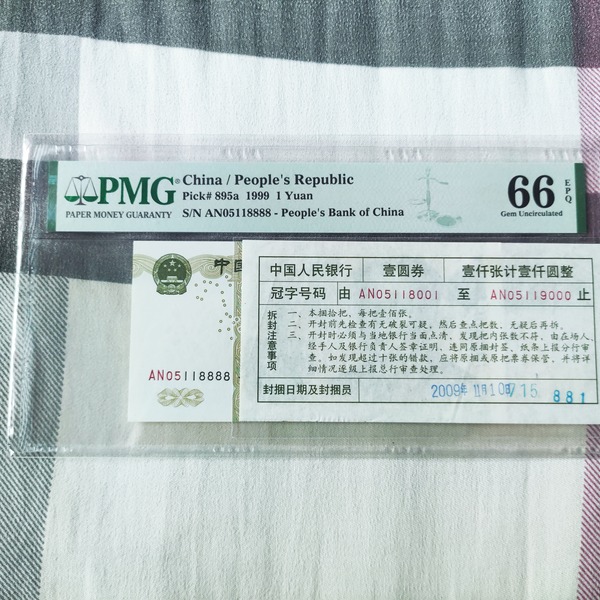 PMG
PAPER MONEY GUARANTY
China / People's Republic
Pick# 895a 1999 1 Yuan
S/N AN05118888 - People's Bank of China
66 EPQ
Gem Uncirculated
中国
AN05118888
中国人民银行 壹圆券 壹仟张计壹仟圆整
冠字号码 由 AN05118001 至 AN05119000 止
拆封注意事项
一、本捆拾把,每把壹佰张。
二、开封前先检查有无破裂可疑,然后查点把数,无疑后再拆。
三、开封时必须与当地银行当面点清,发现把内张数不符,由在场人、
经手人及银行负责人签章证明,连同原捆封签,纸条上报分行审
查。如发现超过十张的错款,应将原捆或原把票券保管,并将详
细情况逐级上报总行审查处理。
封捆日期及封捆员 2009年11月10日 15 881